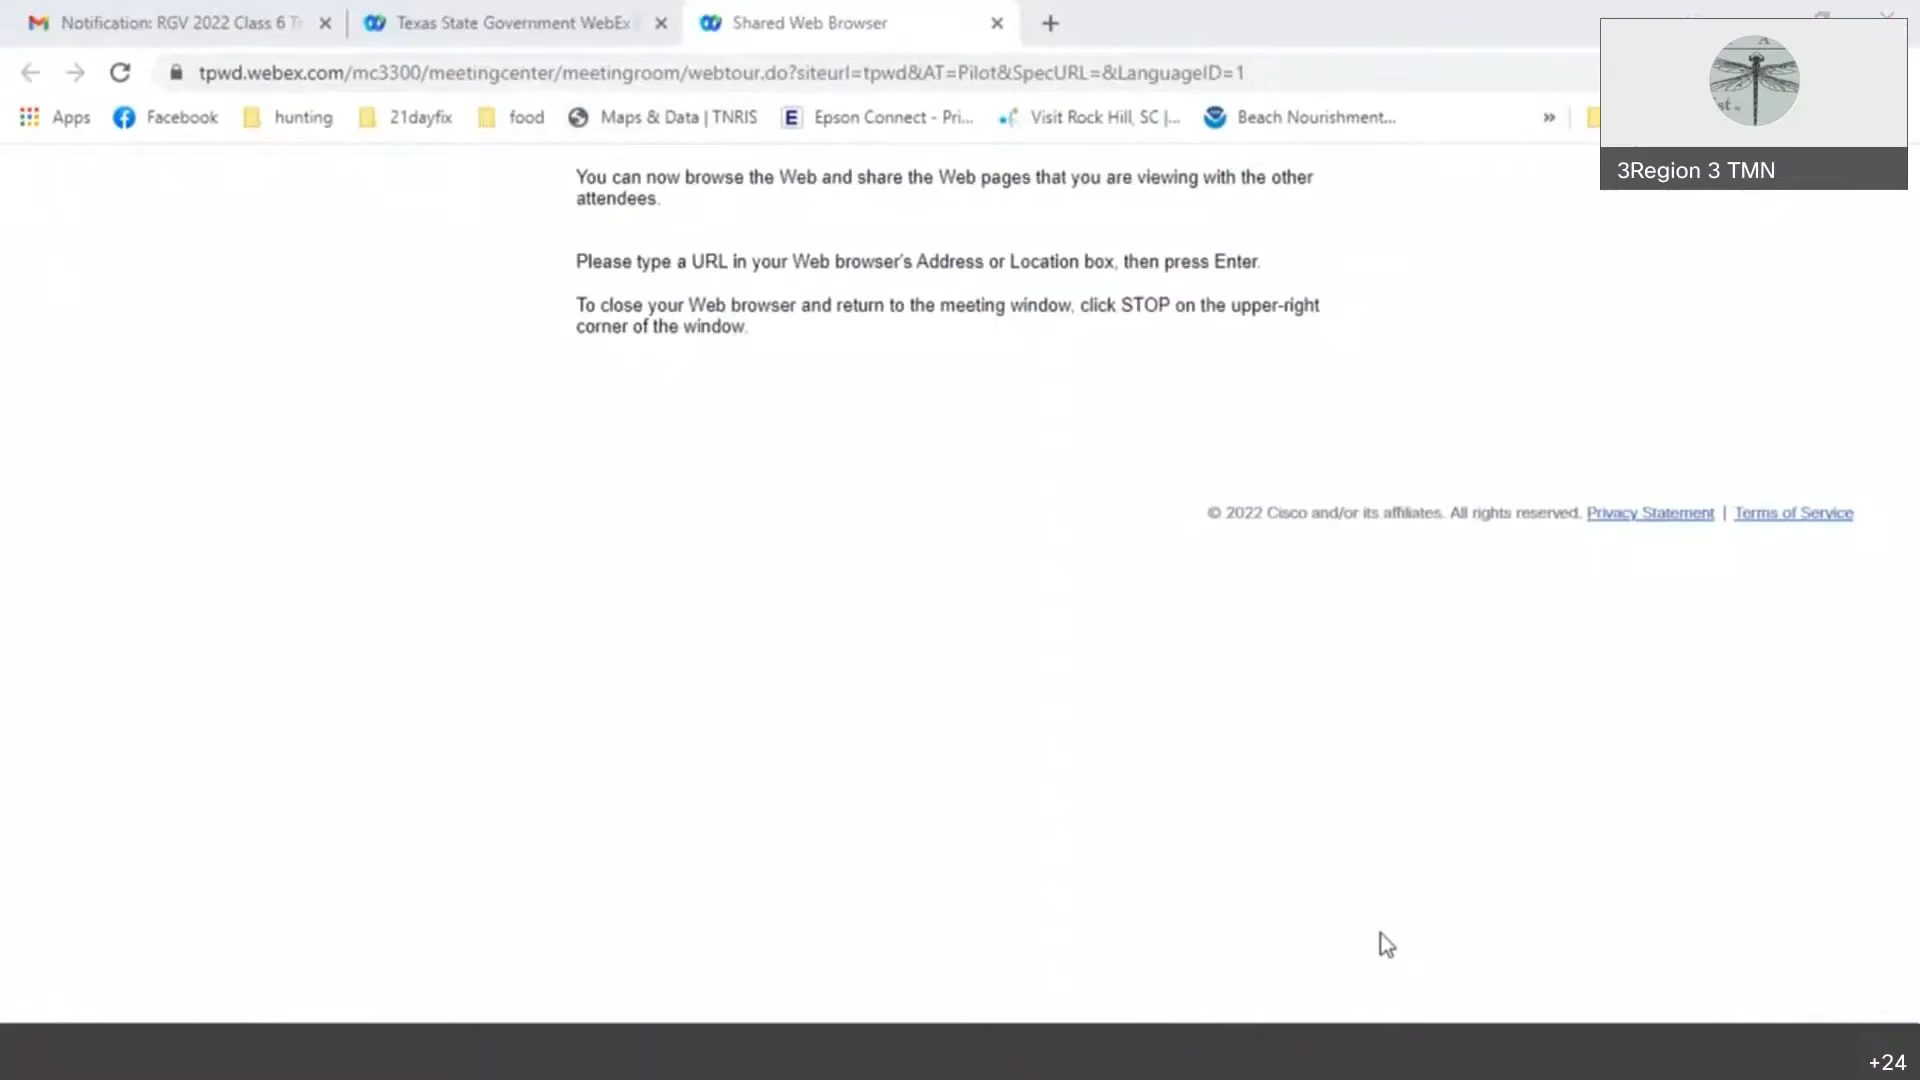 Notification: RGV 2022 Class 6 T
Texas State Government WebEx
Shared Web Browser
tpwd.webex.com/mc3300/meetingcenter/meetingroom/webtour.do?siteurl=tpwd&AT=Pilot&SpecURL=&LanguageID=1
Apps Facebook hunting 21dayfix food Maps & Data | TNRIS Epson Connect - Pri... Visit Rock Hill, SC |... Beach Nourishment... »
3Region 3 TMN
You can now browse the Web and share the Web pages that you are viewing with the other
attendees.
Please type a URL in your Web browser's Address or Location box, then press Enter.
To close your Web browser and return to the meeting window, click STOP on the upper-right
corner of the window.
© 2022 Cisco and/or its affiliates. All rights reserved. Privacy Statement | Terms of Service
+24